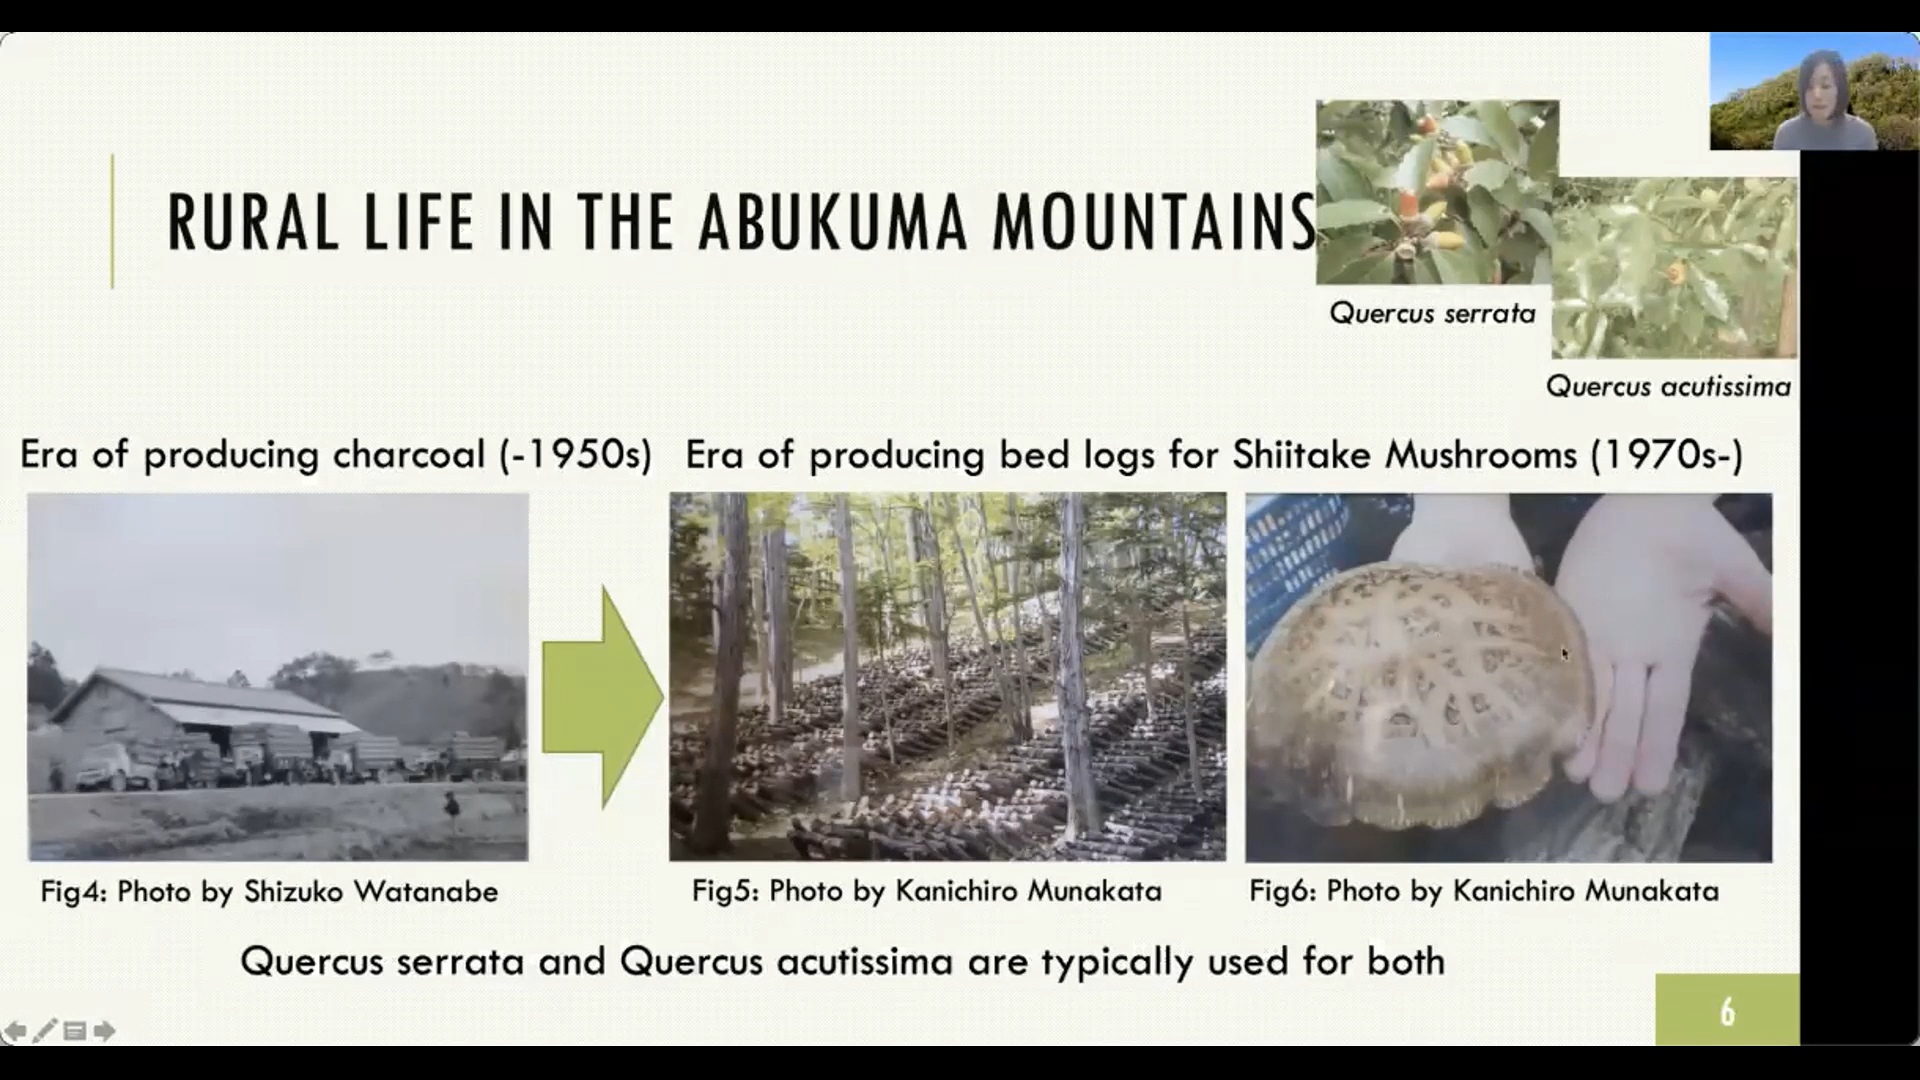 RURAL LIFE IN THE ABUKUMA MOUNTAINS
Quercus serrata
Quercus acutissima
Era of producing charcoal (-1950s)
Era of producing bed logs for Shiitake Mushrooms (1970s-)
Fig4: Photo by Shizuko Watanabe
Fig5: Photo by Kanichiro Munakata
Fig6: Photo by Kanichiro Munakata
Quercus serrata and Quercus acutissima are typically used for both
6